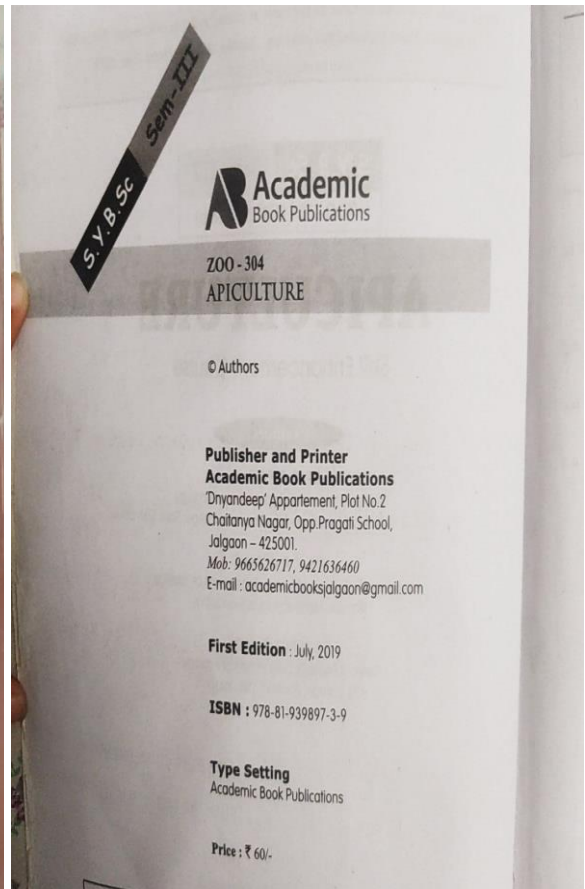 S.Y.B.Sc Sem-III
Academic
Book Publications
ZOO - 304
APICULTURE
© Authors
Publisher and Printer
Academic Book Publications
'Dnyandeep' Appartement, Plot No.2
Chaitanya Nagar, Opp.Pragati School,
Jalgaon – 425001.
Mob: 9665626717, 9421636460
E-mail : academicbooksjalgaon@gmail.com
First Edition : July, 2019
ISBN : 978-81-939897-3-9
Type Setting
Academic Book Publications
Price : ₹ 60/-